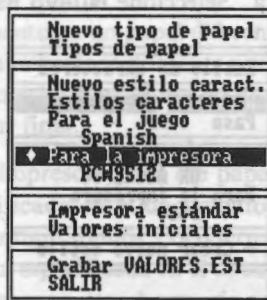 Nuevo tipo de papel
Tipos de papel
Nuevo estilo caract.
Estilos caracteres
Para el juego
Spanish
♦ Para la impresora
PCW9512
Impresora estándar
Valores iniciales
Grabar VALORES.EST
SALIR